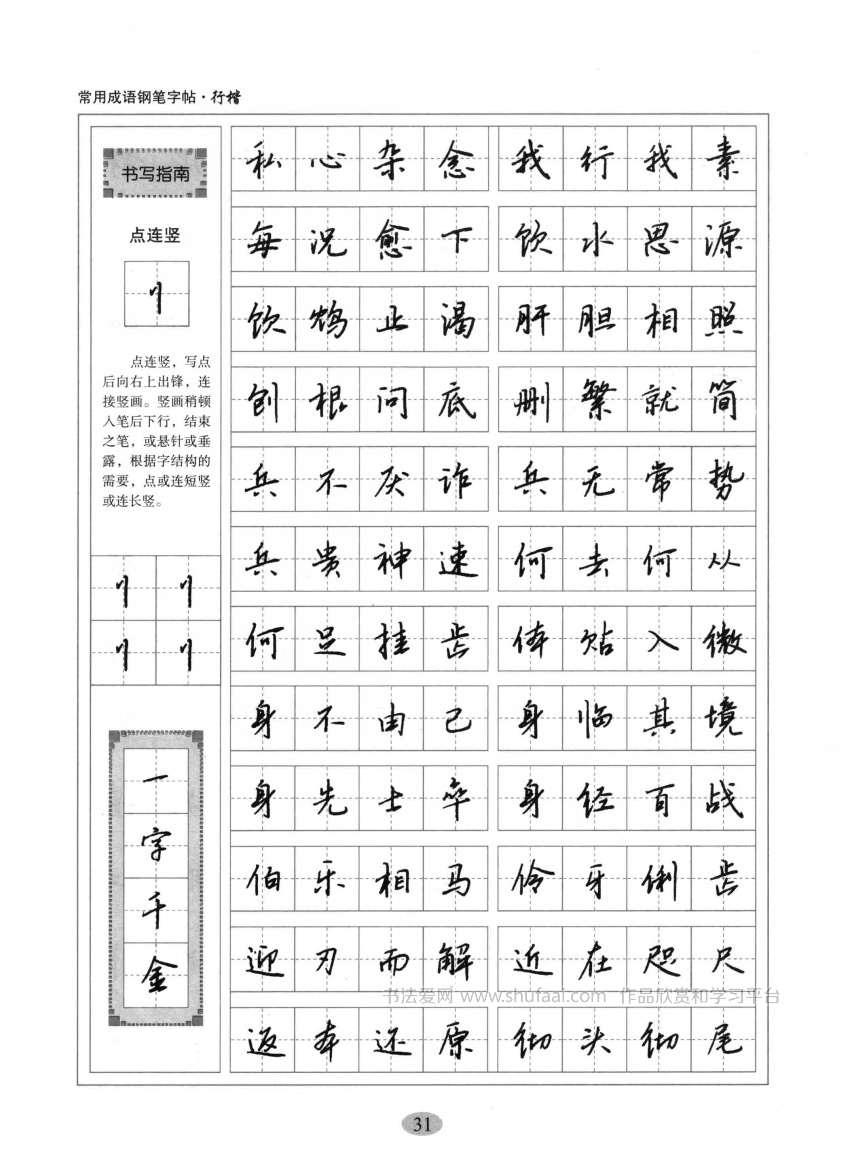 常用成语钢笔字帖·行楷
书写指南
点连竖
点连竖，写点
后向右上出锋，连
接竖画。竖画稍顿
入笔后下行，结束
之笔，或悬针或垂
露，根据字结构的
需要，点或连短竖
或连长竖。
一
字
千
金
私心杂念 我行我素
每况愈下 饮水思源
饮鸩止渴 肝胆相照
刨根问底 删繁就简
兵不厌诈 兵无常势
兵贵神速 何去何从
何足挂齿 体贴入微
身不由己 身临其境
身先士卒 身经百战
伯乐相马 伶牙俐齿
迎刃而解 近在咫尺
返本还原 彻头彻尾
书法爱网 www.shufaai.com 作品欣赏和学习平台
31